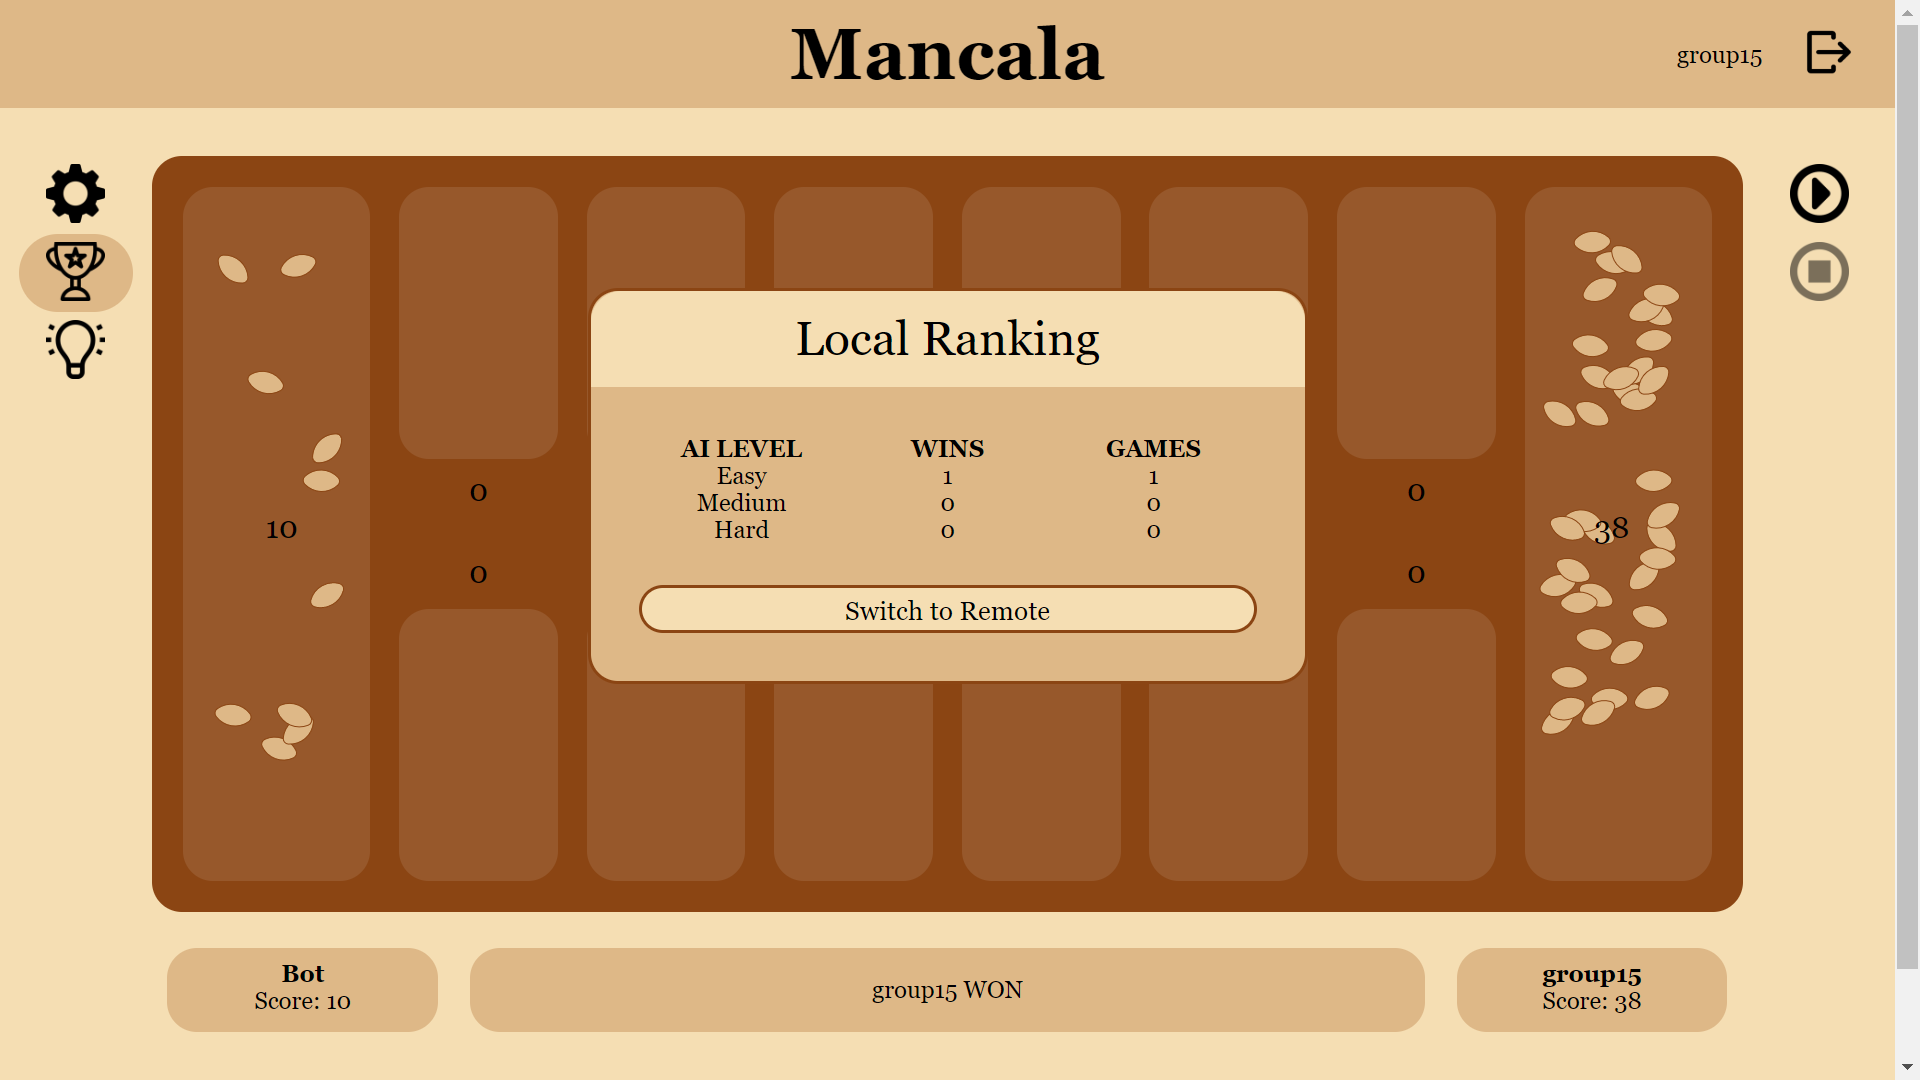 Mancala
group15
Local Ranking
AI LEVEL WINS GAMES
Easy 1 1
Medium 0 0
Hard 0 0
Switch to Remote
10
0
0
0
0
38
Bot
Score: 10
group15 WON
group15
Score: 38